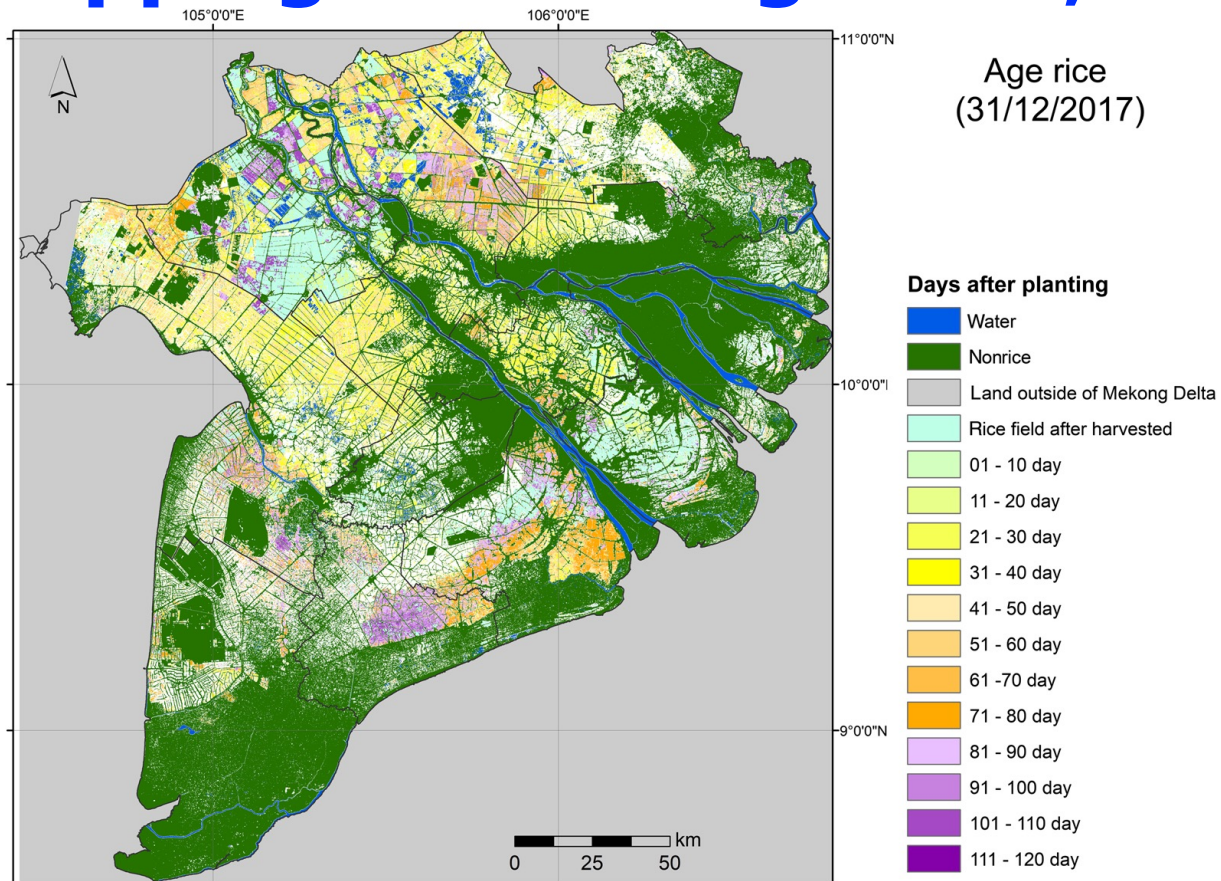 105°0'0"E
106°0'0"E
11°0'0"N
N
Age rice
(31/12/2017)
Days after planting
Water
Nonrice
10°0'0"
Land outside of Mekong Delta
Rice field after harvested
01 - 10 day
11 - 20 day
21 - 30 day
31 - 40 day
41 - 50 day
51 - 60 day
61 -70 day
71 - 80 day
9°0'0"N
81 - 90 day
91 - 100 day
101 - 110 day
111 - 120 day
km
0 25 50